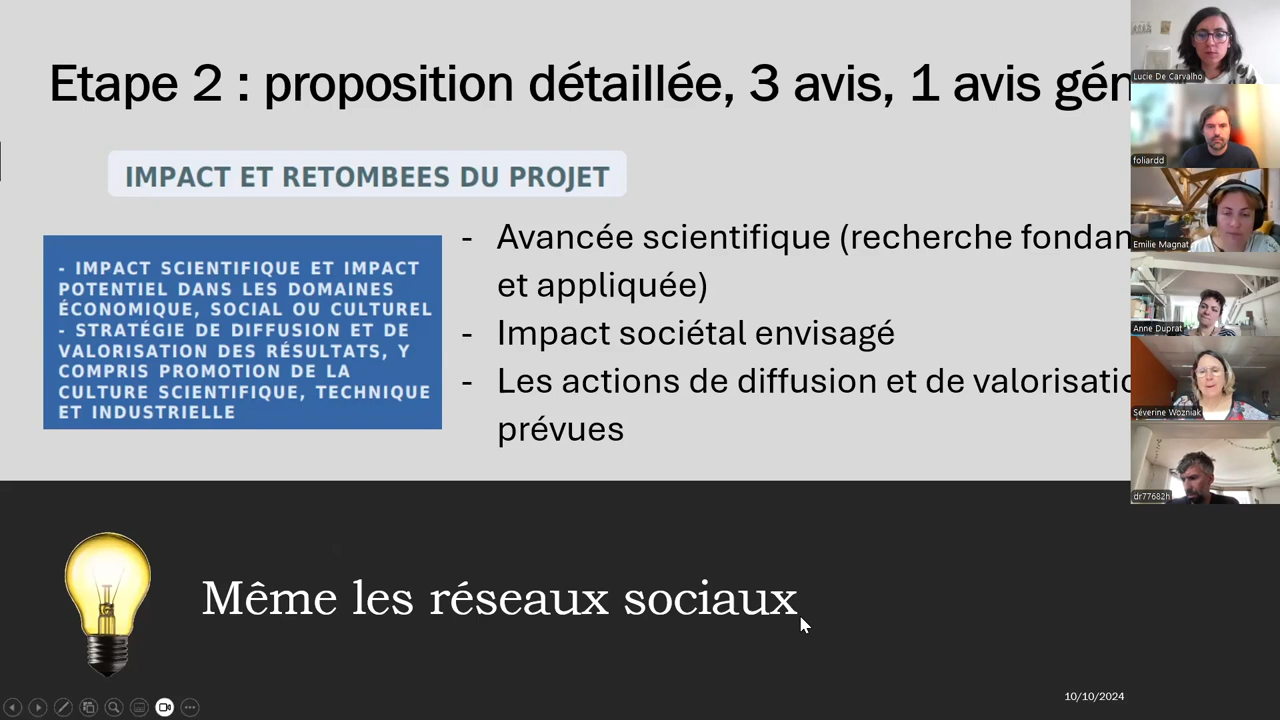 Etape 2 : proposition détaillée, 3 avis, 1 avis gén
IMPACT ET RETOMBEES DU PROJET
- IMPACT SCIENTIFIQUE ET IMPACT
POTENTIEL DANS LES DOMAINES
ÉCONOMIQUE, SOCIAL OU CULTUREL
- STRATÉGIE DE DIFFUSION ET DE
VALORISATION DES RÉSULTATS, Y
COMPRIS PROMOTION DE LA
CULTURE SCIENTIFIQUE, TECHNIQUE
ET INDUSTRIELLE
- Avancée scientifique (recherche fondan
et appliquée)
- Impact sociétal envisagé
- Les actions de diffusion et de valorisatio
prévues
Même les réseaux sociaux
10/10/2024
Lucie De Carvalho
foliardd
Emilie Magnat
Anne Duprat
Séverine Wozniak
dr77682h